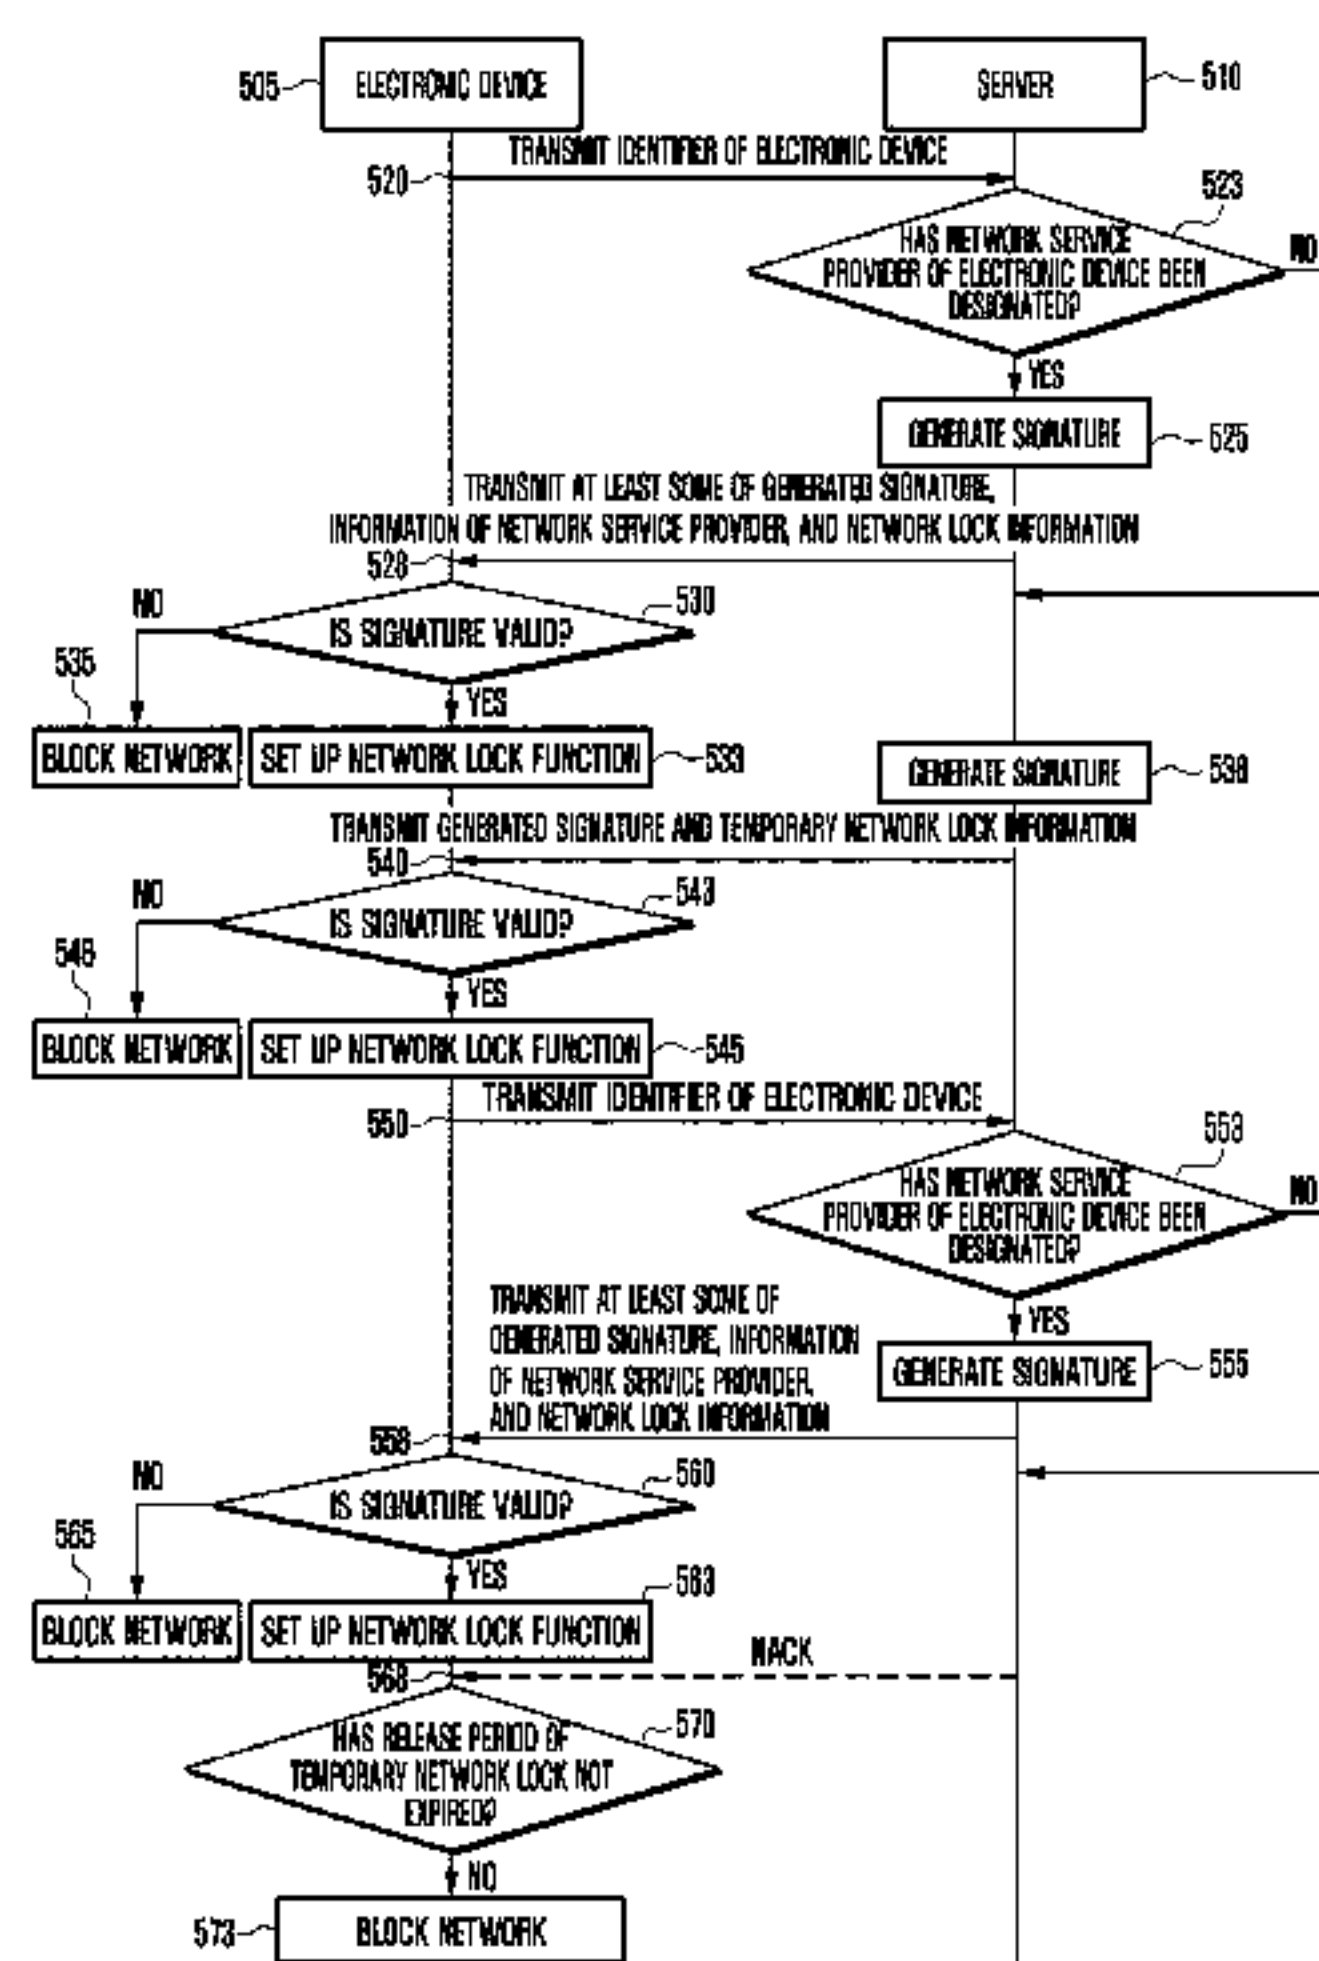 ELECTRONIC DEVICE
505
SERVER
510
TRANSMIT IDENTIFIER OF ELECTRONIC DEVICE
520
523
HAS NETWORK SERVICE
PROVIDER OF ELECTRONIC DEVICE BEEN
DESIGNATED?
NO
YES
GENERATE SIGNATURE
525
TRANSMIT AT LEAST SOME OF GENERATED SIGNATURE,
INFORMATION OF NETWORK SERVICE PROVIDER, AND NETWORK LOCK INFORMATION
528
NO
530
IS SIGNATURE VALID?
535
YES
BLOCK NETWORK
SET UP NETWORK LOCK FUNCTION
533
GENERATE SIGNATURE
538
TRANSMIT GENERATED SIGNATURE AND TEMPORARY NETWORK LOCK INFORMATION
540
NO
543
IS SIGNATURE VALID?
548
YES
BLOCK NETWORK
SET UP NETWORK LOCK FUNCTION
545
TRANSMIT IDENTIFIER OF ELECTRONIC DEVICE
550
553
HAS NETWORK SERVICE
PROVIDER OF ELECTRONIC DEVICE BEEN
DESIGNATED?
NO
YES
TRANSMIT AT LEAST SOME OF
GENERATED SIGNATURE, INFORMATION
OF NETWORK SERVICE PROVIDER,
AND NETWORK LOCK INFORMATION
GENERATE SIGNATURE
555
558
NO
560
IS SIGNATURE VALID?
565
YES
563
BLOCK NETWORK
SET UP NETWORK LOCK FUNCTION
NACK
568
570
HAS RELEASE PERIOD OF
TEMPORARY NETWORK LOCK NOT
EXPIRED?
NO
573
BLOCK NETWORK